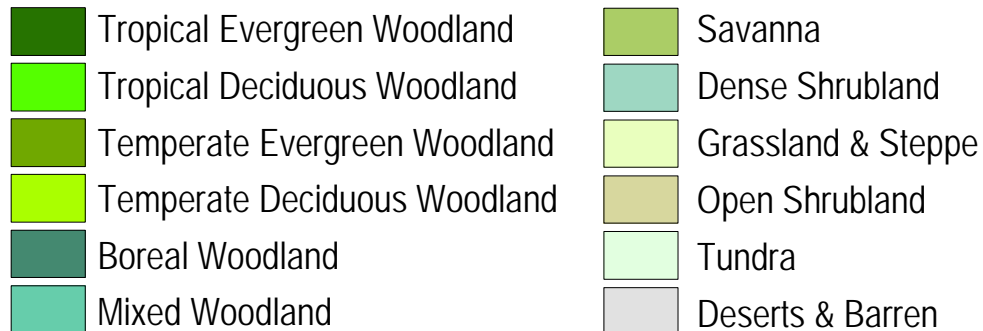 Tropical Evergreen Woodland
Tropical Deciduous Woodland
Temperate Evergreen Woodland
Temperate Deciduous Woodland
Boreal Woodland
Mixed Woodland
Savanna
Dense Shrubland
Grassland & Steppe
Open Shrubland
Tundra
Deserts & Barren